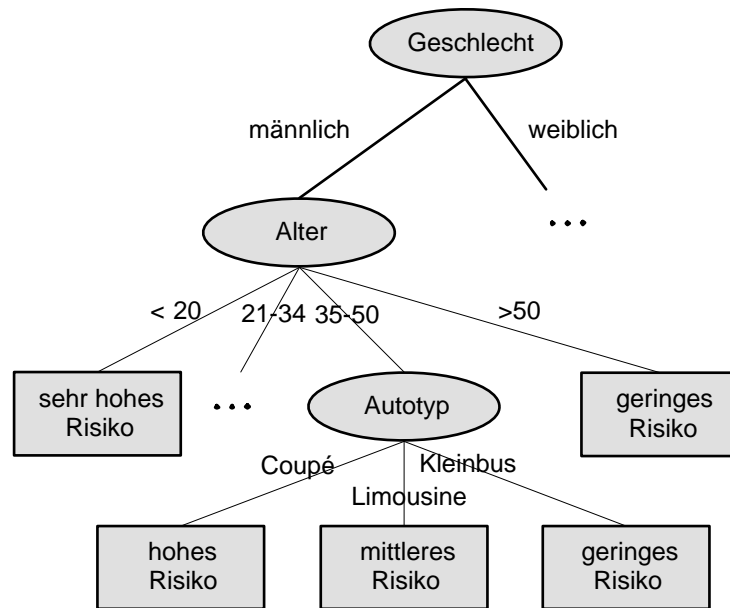 Geschlecht
männlich
weiblich
...
Alter
< 20
21-34
35-50
>50
sehr hohes
Risiko
...
Autotyp
geringes
Risiko
Coupé
Kleinbus
Limousine
hohes
Risiko
mittleres
Risiko
geringes
Risiko